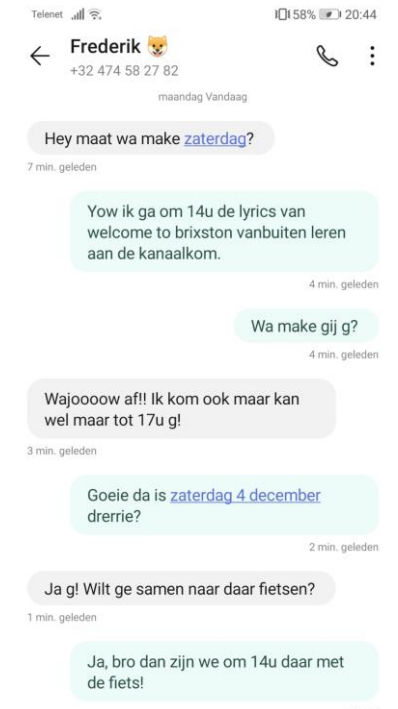 Telenet 58% 20:44
Frederik
+32 474 58 27 82
maandag Vandaag
Hey maat wa make zaterdag?
7 min. geleden
Yow ik ga om 14u de lyrics van
welcome to brixston vanbuiten leren
aan de kanaalkom.
4 min. geleden
Wa make gij g?
4 min. geleden
Wajoooow af!! Ik kom ook maar kan
wel maar tot 17u g!
3 min. geleden
Goeie da is zaterdag 4 december
drerrie?
2 min. geleden
Ja g! Wilt ge samen naar daar fietsen?
1 min. geleden
Ja, bro dan zijn we om 14u daar met
de fiets!